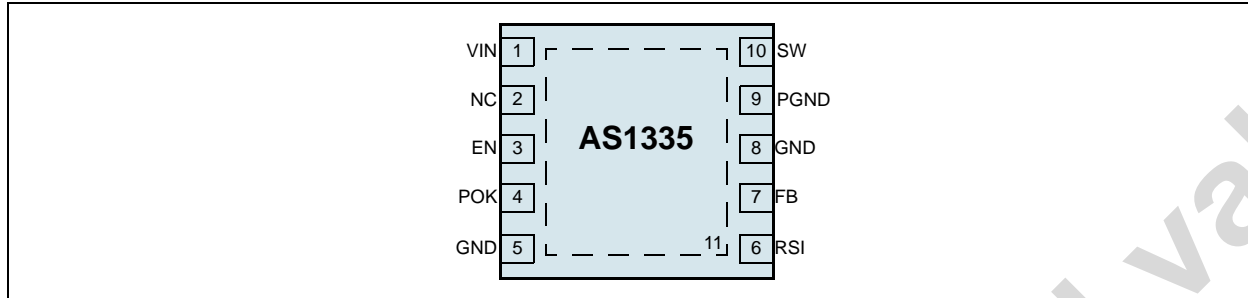 VIN 1 10 SW
NC 2 9 PGND
AS1335
EN 3 8 GND
POK 4 7 FB
GND 5 11 6 RSI